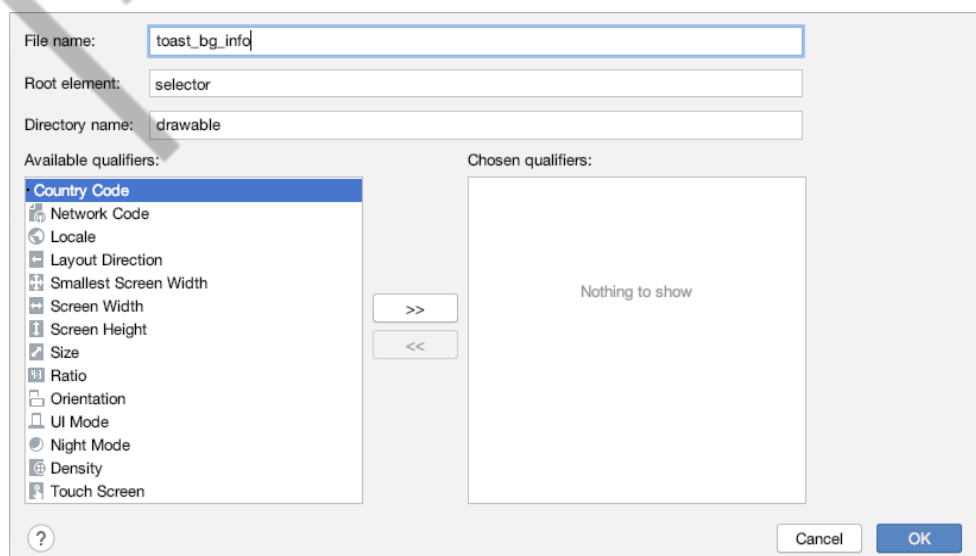 File name: toast_bg_info
Root element: selector
Directory name: drawable
Available qualifiers: Chosen qualifiers:
Country Code
Network Code
Locale
Layout Direction
Smallest Screen Width
Screen Width
Screen Height
Size
Ratio
Orientation
UI Mode
Night Mode
Density
Touch Screen
>>
<<
Nothing to show
?
Cancel OK